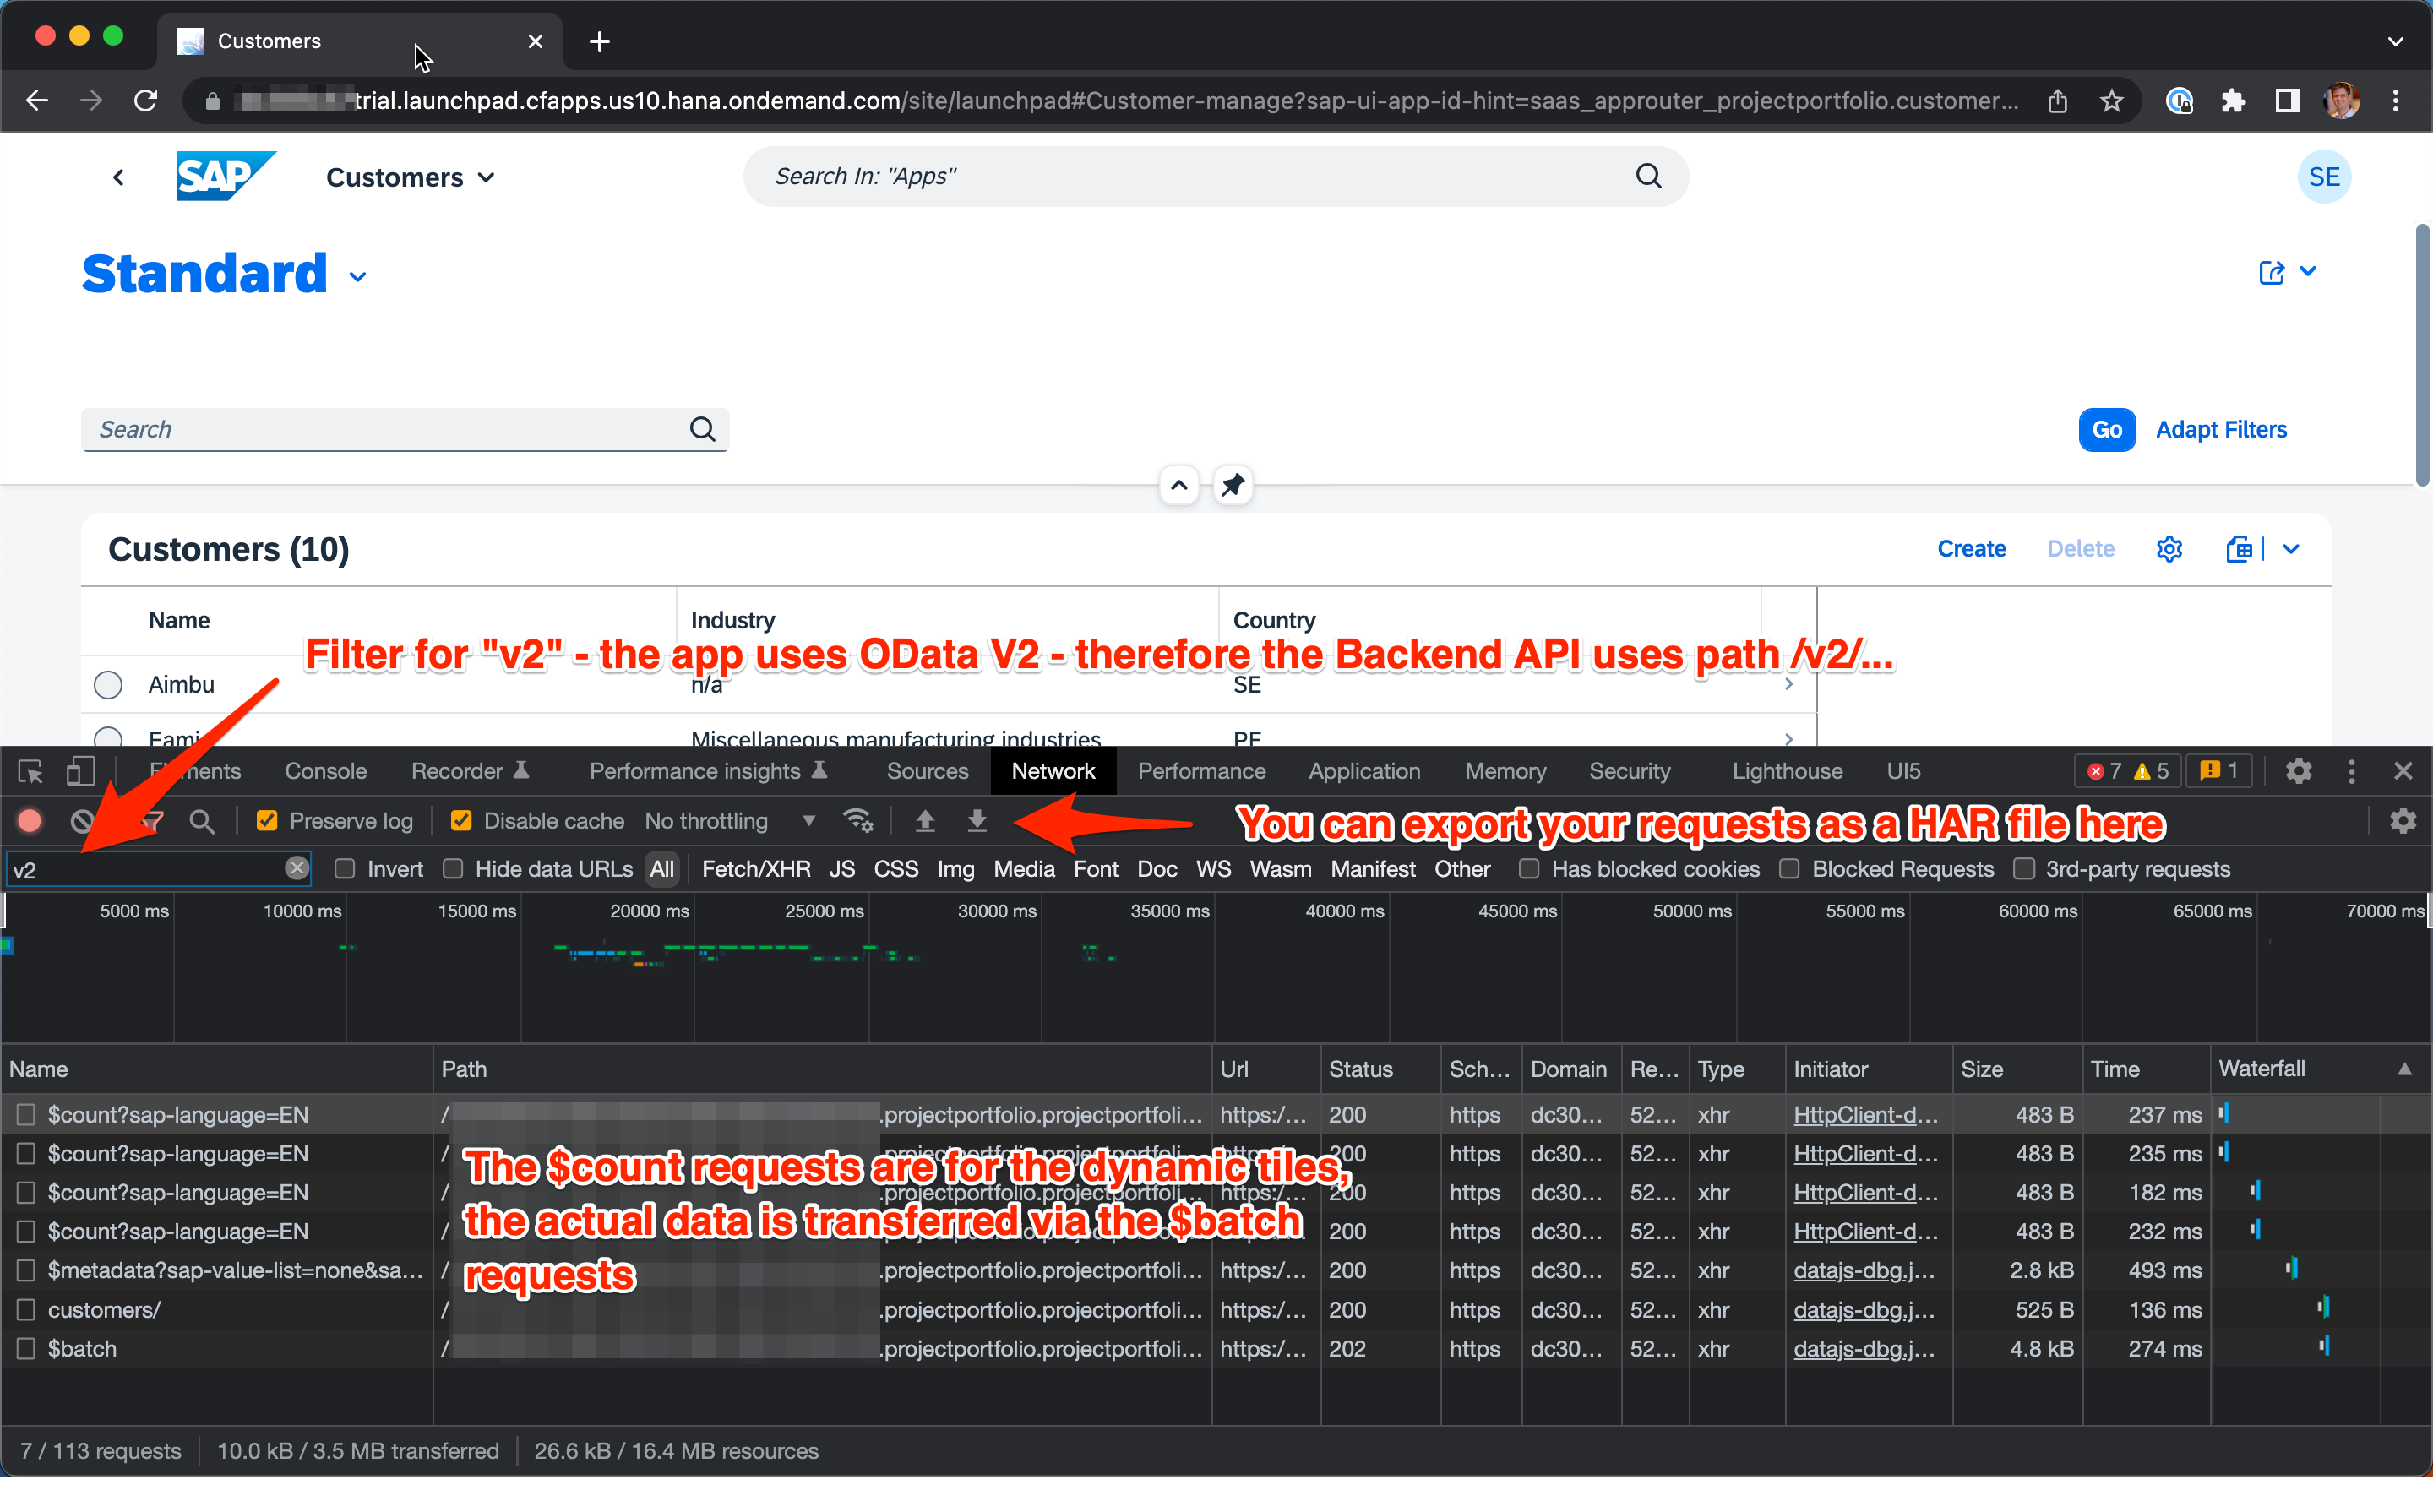 Customers
trial.launchpad.cfapps.us10.hana.ondemand.com/site/launchpad#Customer-manage?sap-ui-app-id-hint=saas_approuter_projectportfolio.customer...
SAP Customers Search In: "Apps" SE
Standard
Search Go Adapt Filters
Customers (10) Create Delete
Name Industry Country
Filter for "v2" - the app uses OData V2 - therefore the Backend API uses path /v2/...
Aimbu n/a SE
Miscellaneous manufacturing industries PE
Elements Console Recorder Performance insights Sources Network Performance Application Memory Security Lighthouse UI5 7 5 1
Preserve log Disable cache No throttling You can export your requests as a HAR file here
v2 Invert Hide data URLs All Fetch/XHR JS CSS Img Media Font Doc WS Wasm Manifest Other Has blocked cookies Blocked Requests 3rd-party requests
5000 ms 10000 ms 15000 ms 20000 ms 25000 ms 30000 ms 35000 ms 40000 ms 45000 ms 50000 ms 55000 ms 60000 ms 65000 ms 70000 ms
Name Path Url Status Sch... Domain Re... Type Initiator Size Time Waterfall
$count?sap-language=EN / .projectportfolio.projectportfoli... https:/... 200 https dc30... 52... xhr HttpClient-d... 483 B 237 ms
$count?sap-language=EN / 200 https dc30... 52... xhr HttpClient-d... 483 B 235 ms
The $count requests are for the dynamic tiles,
$count?sap-language=EN / 200 https dc30... 52... xhr HttpClient-d... 483 B 182 ms
the actual data is transferred via the $batch
$count?sap-language=EN / 200 https dc30... 52... xhr HttpClient-d... 483 B 232 ms
requests
$metadata?sap-value-list=none&sa... / .projectportfolio.projectportfoli... https:/... 200 https dc30... 52... xhr datajs-dbg.j... 2.8 kB 493 ms
customers/ / .projectportfolio.projectportfoli... https:/... 200 https dc30... 52... xhr datajs-dbg.j... 525 B 136 ms
$batch / .projectportfolio.projectportfoli... https:/... 202 https dc30... 52... xhr datajs-dbg.j... 4.8 kB 274 ms
7 / 113 requests 10.0 kB / 3.5 MB transferred 26.6 kB / 16.4 MB resources